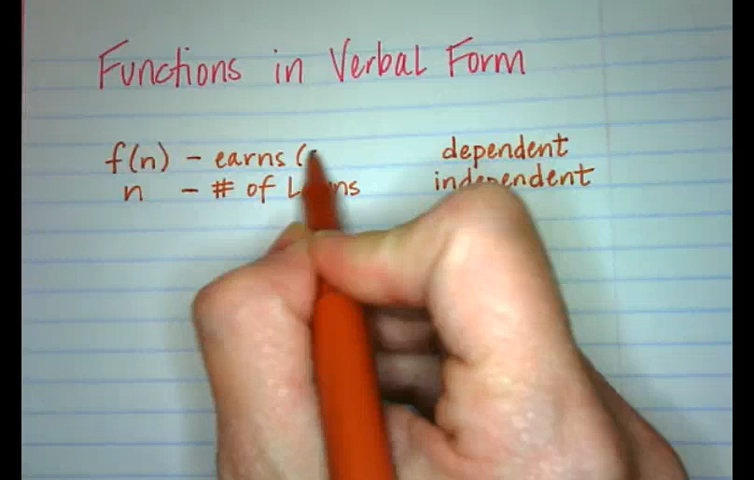 Functions in Verbal Form
f(n) - earns ( dependent
n - # of independent